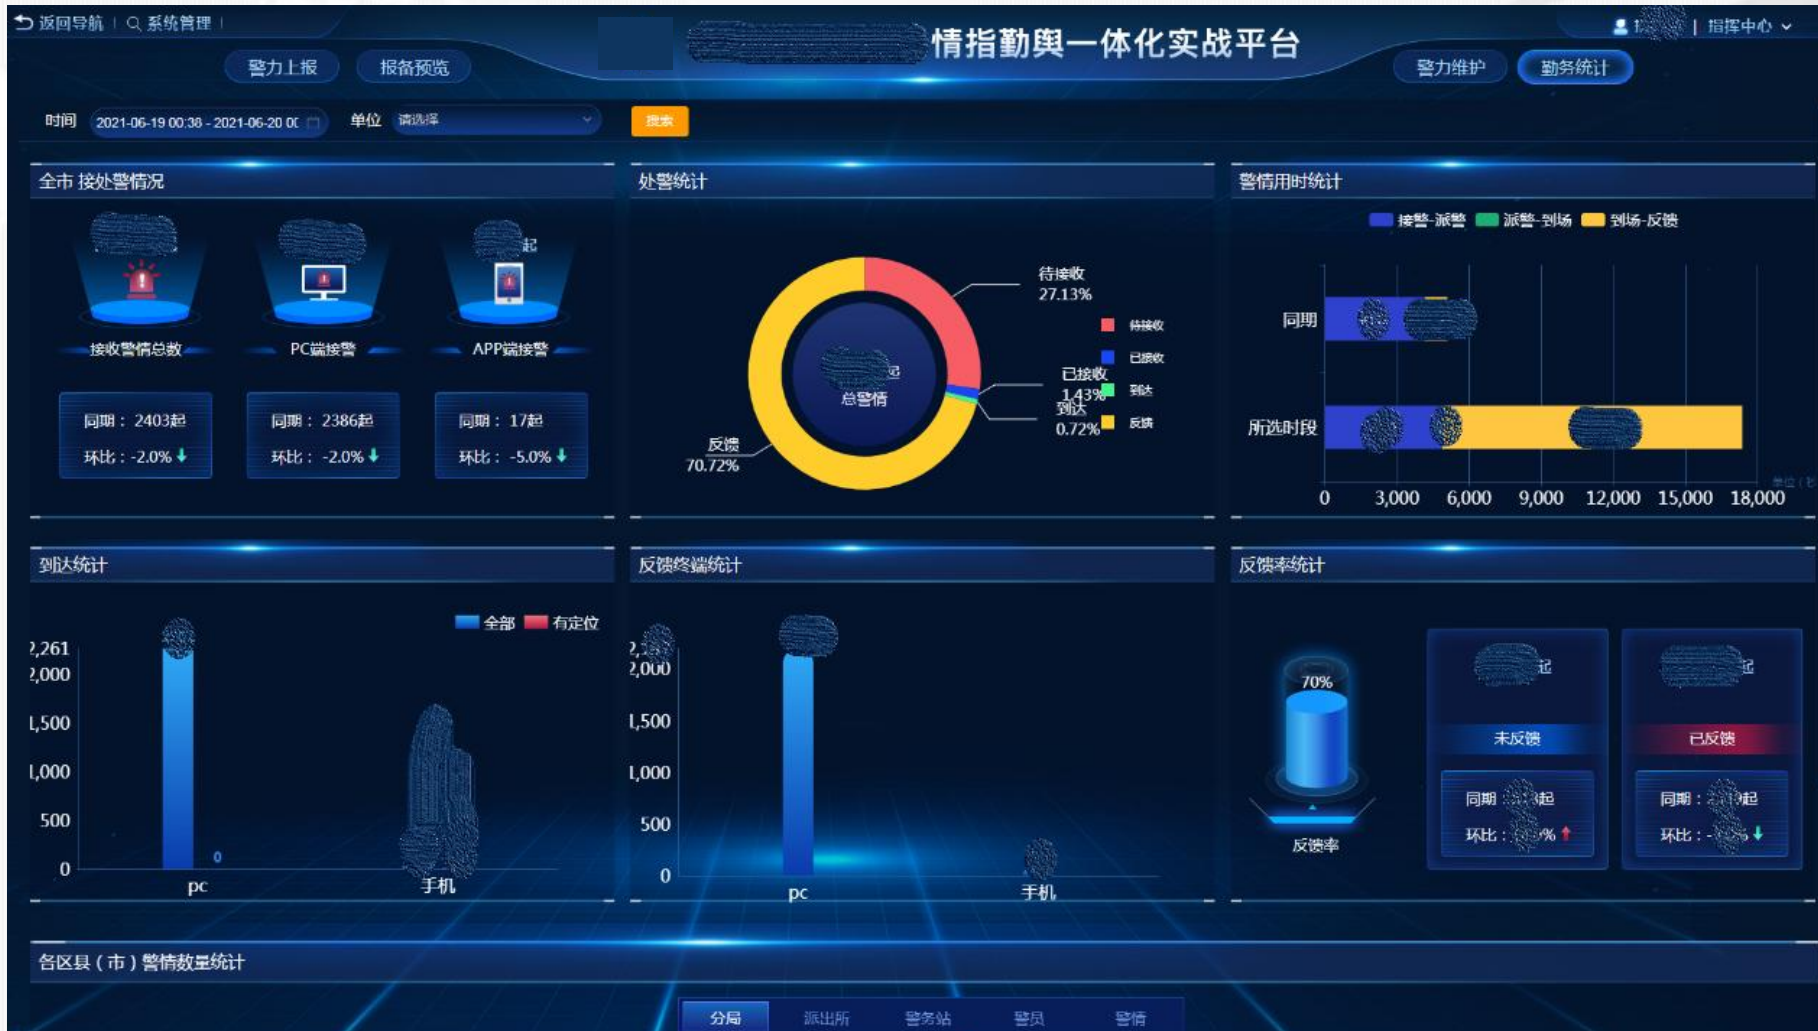 返回导航 系统管理
情指勤舆一体化实战平台
指挥中心
警力上报 报备预览 警力维护 勤务统计
时间 2021-06-19 00:38 - 2021-06-20 0 单位 请选择 搜索
全市 接处警情况
起
接收警情总数 PC端接警 APP端接警
同期：2403起 同期：2386起 同期：17起
环比：-2.0% 环比：-2.0% 环比：-5.0%
处警统计
待接收
27.13%
已接收
1.43%
到达
0.72%
反馈
70.72%
起
总警情
待接收
已接收
到达
反馈
警情用时统计
接警-派警 派警-到场 到场-反馈
同期
所选时段
单位（秒
0 3,000 6,000 9,000 12,000 15,000 18,000
到达统计
全部 有定位
2,261
2,000
1,500
1,000
500
0
0
pc 手机
反馈终端统计
2,000
1,500
1,000
500
0
pc 手机
反馈率统计
70%
反馈率
起 起
未反馈 已反馈
同期： 起 同期： 起
环比： % 环比：-
各区县（市）警情数量统计
分局 派出所 警务站 警员 警情